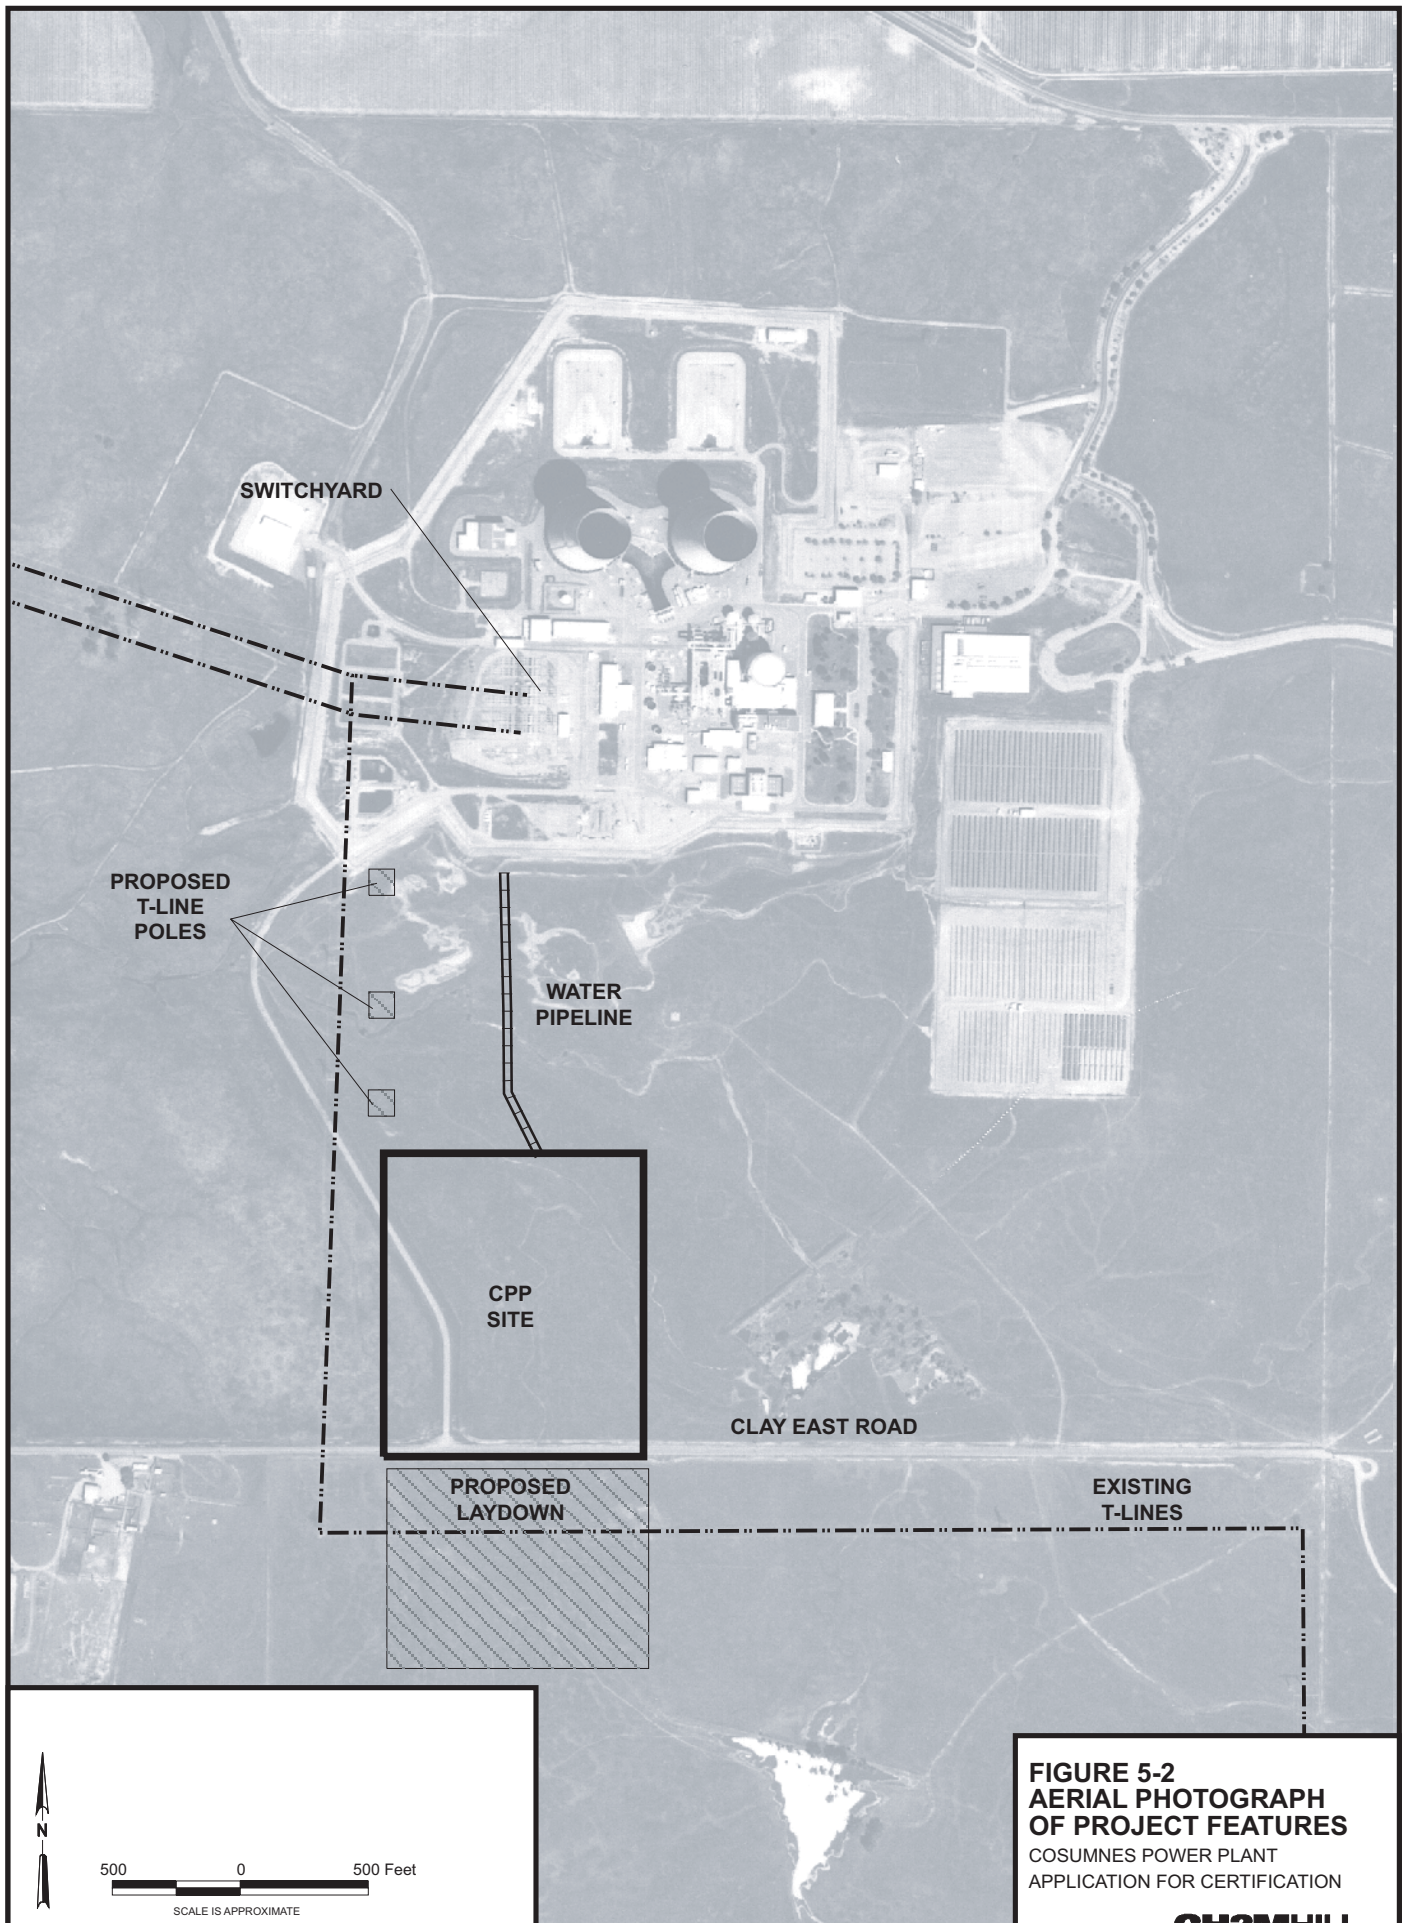 SWITCHYARD
PROPOSED
T-LINE
POLES
WATER
PIPELINE
CPP
SITE
CLAY EAST ROAD
PROPOSED
LAYDOWN
EXISTING
T-LINES
N
500 0 500 Feet
SCALE IS APPROXIMATE
FIGURE 5-2
AERIAL PHOTOGRAPH
OF PROJECT FEATURES
COSUMNES POWER PLANT
APPLICATION FOR CERTIFICATION
CH2MHILL